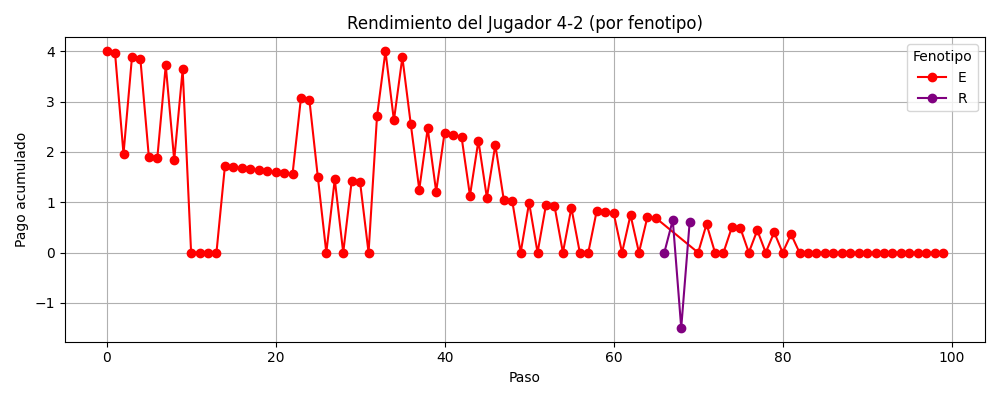 Rendimiento del Jugador 4-2 (por fenotipo)
Pago acumulado
4
3
2
1
0
−1
Fenotipo
E
R
0 20 40 60 80 100
Paso